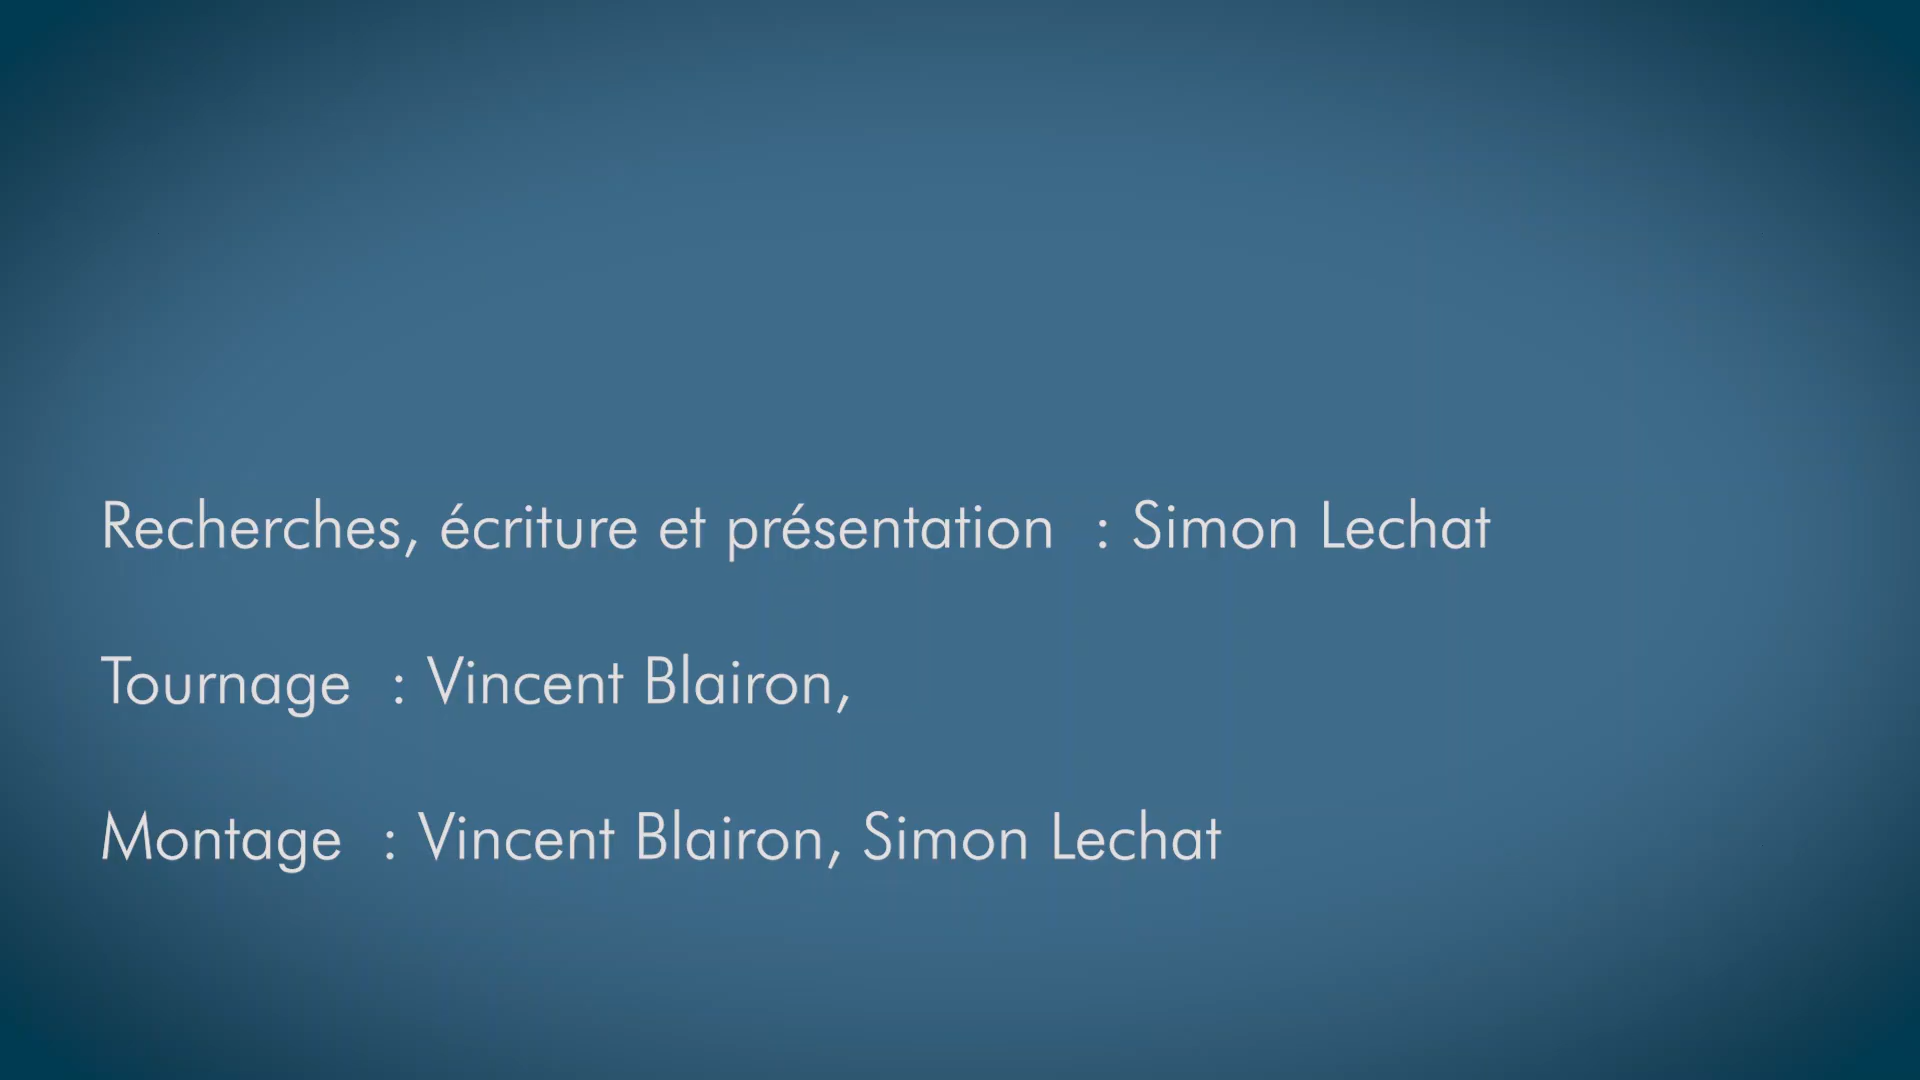 Recherches, écriture et présentation  : Simon Lechat
Tournage  : Vincent Blairon,
Montage  : Vincent Blairon, Simon Lechat